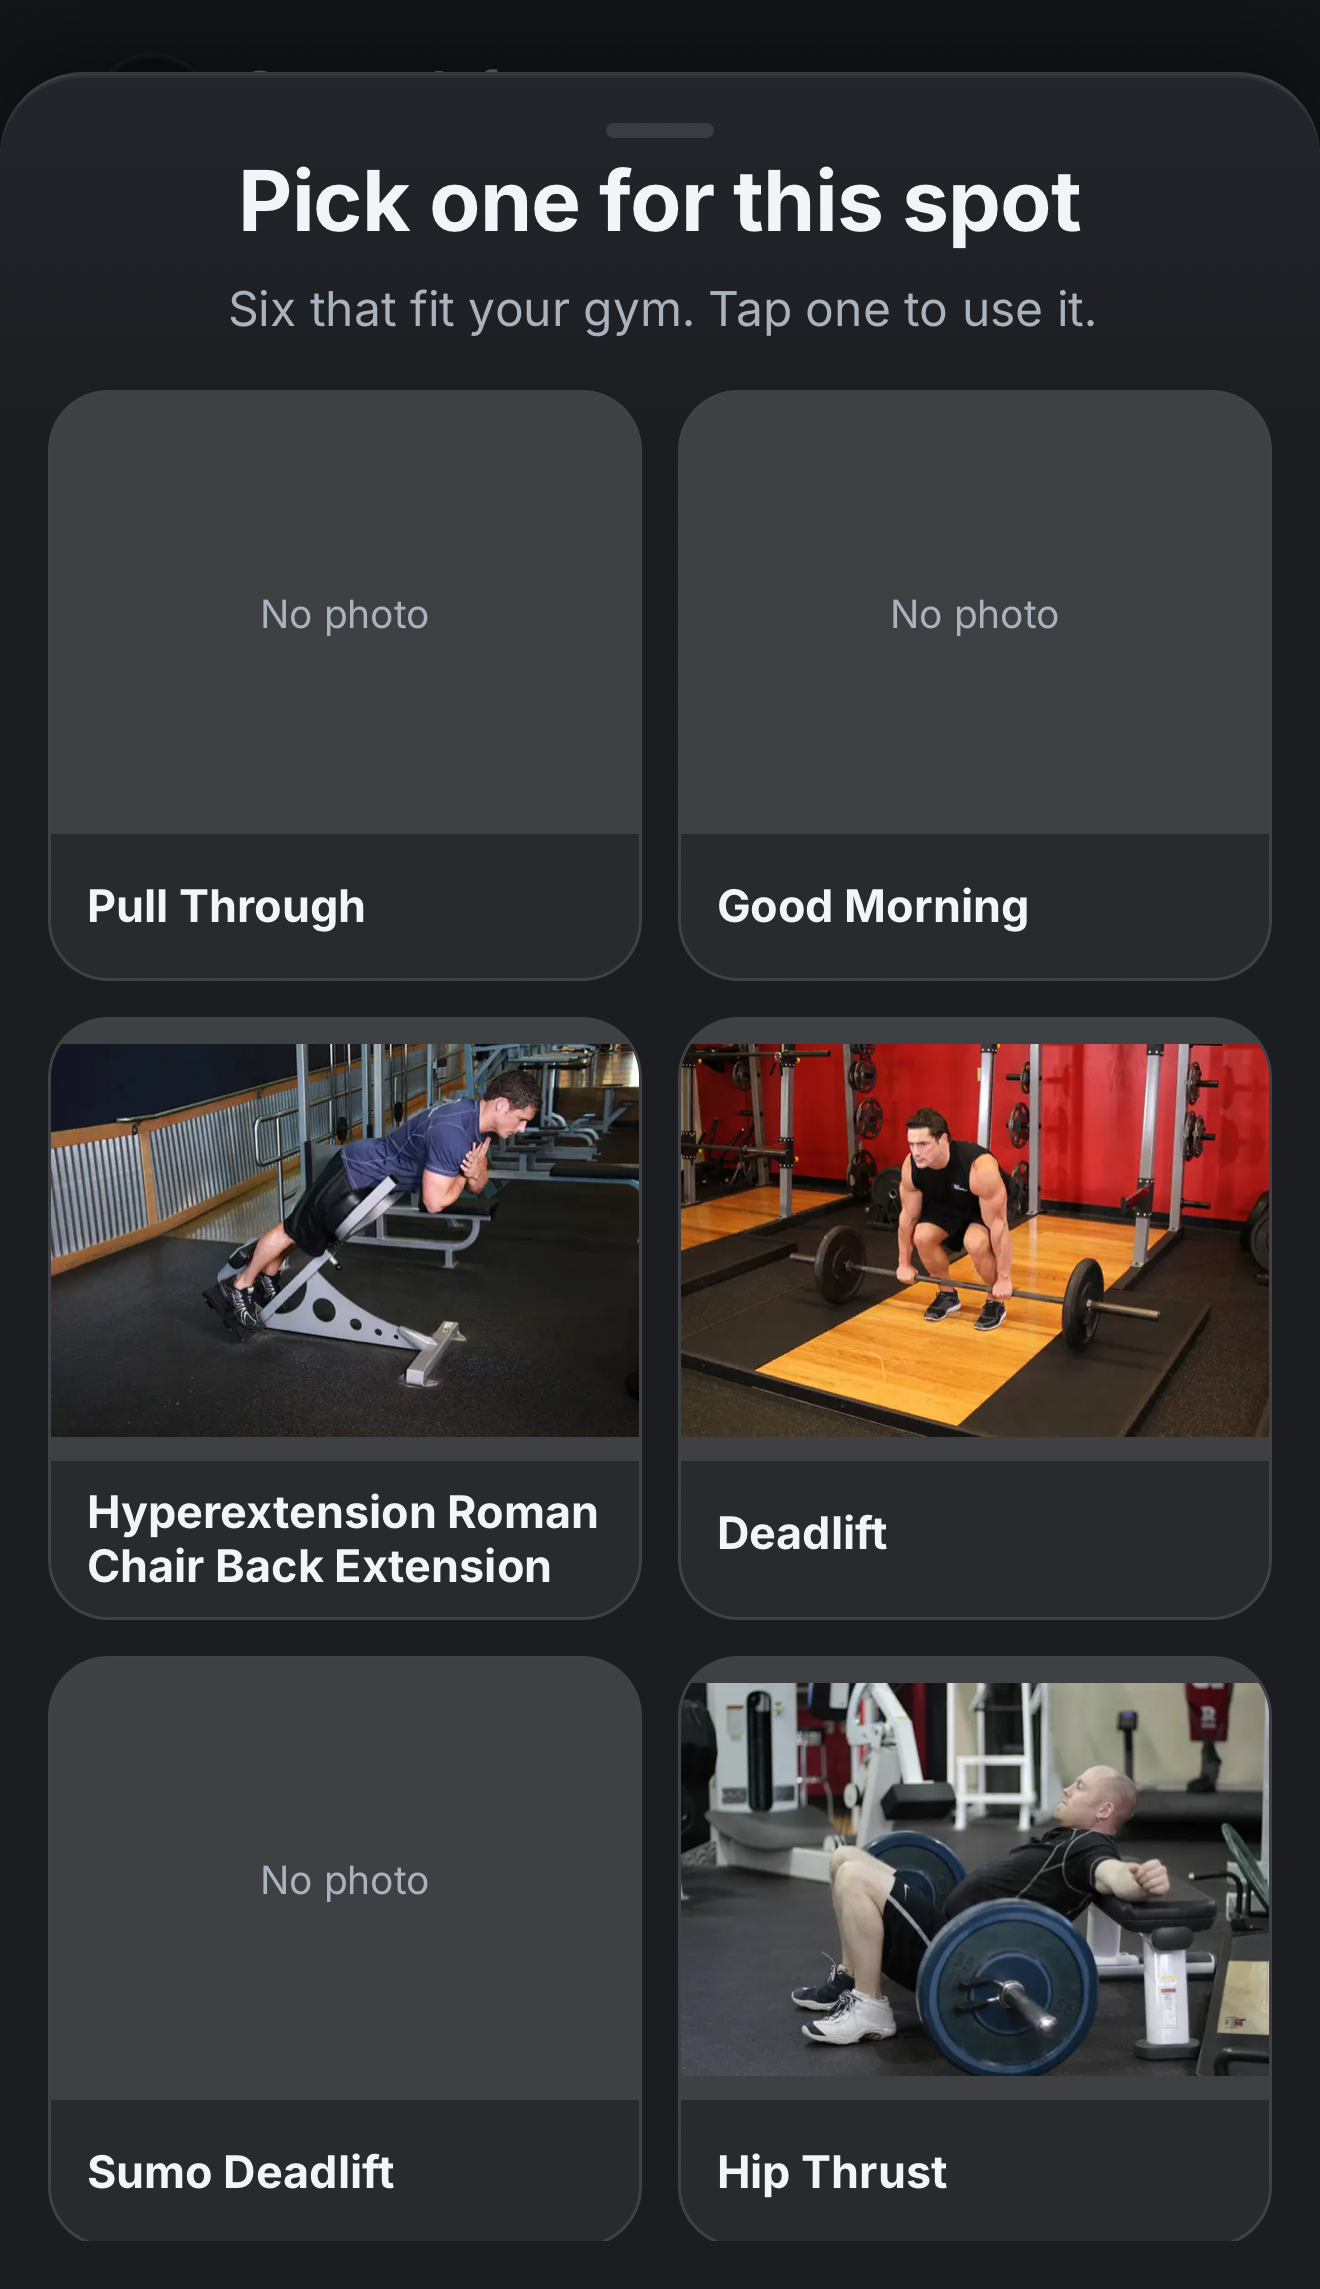 Pick one for this spot
Six that fit your gym. Tap one to use it.
No photo
No photo
Pull Through
Good Morning
Hyperextension Roman
Chair Back Extension
Deadlift
No photo
Sumo Deadlift
Hip Thrust